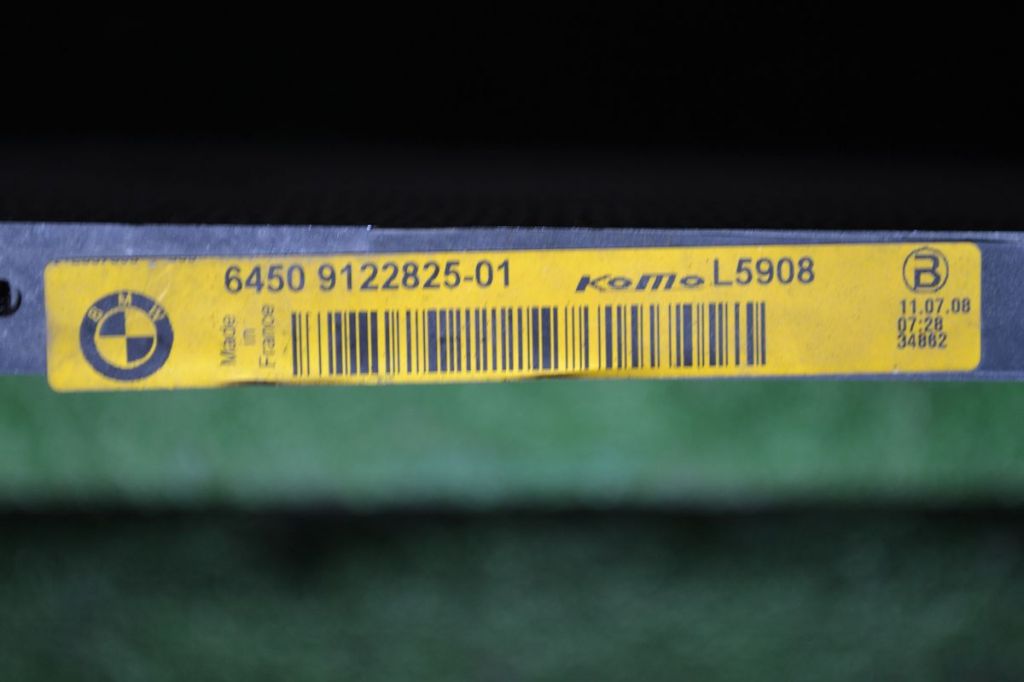 6450 9122825-01
KoMo L5908
B
BMW
Made
in
France
11.07.08
07:28
34862